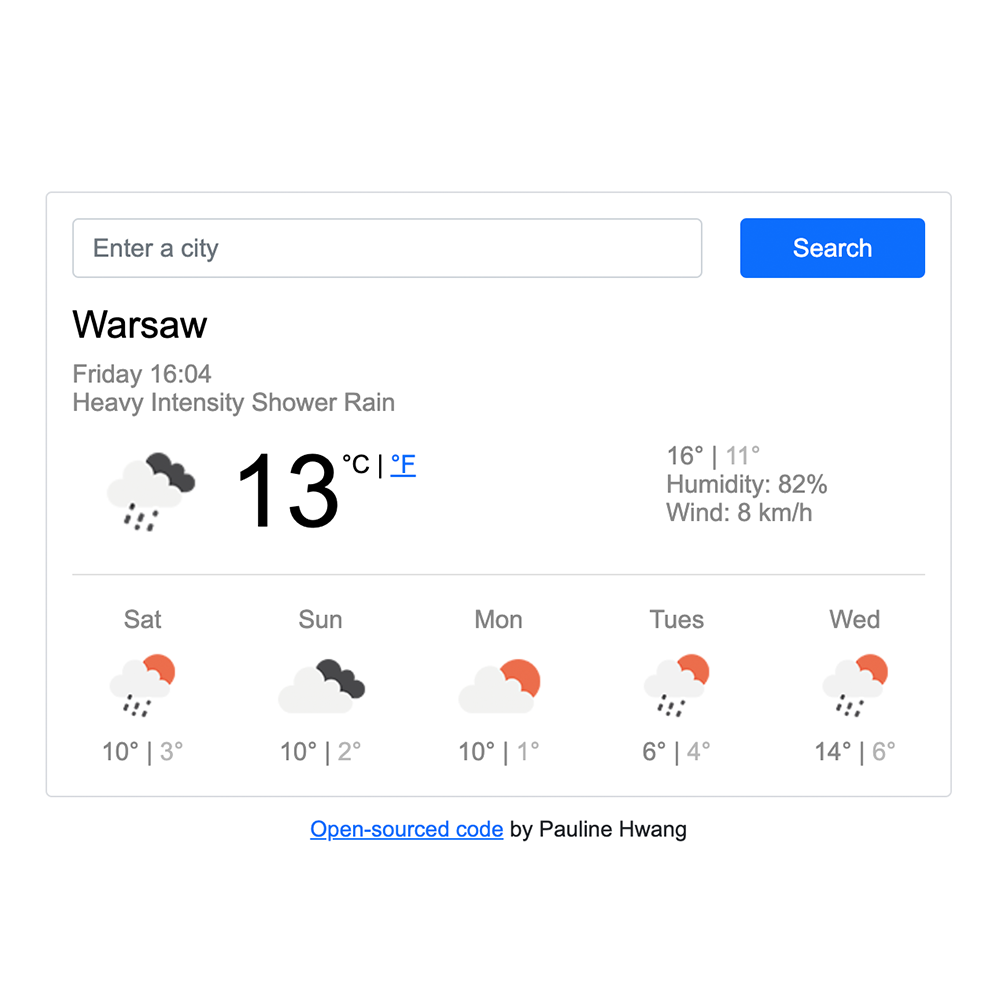 Enter a city
Search
Warsaw
Friday 16:04
Heavy Intensity Shower Rain
13 °C | °F
16° | 11°
Humidity: 82%
Wind: 8 km/h
Sat Sun Mon Tues Wed
10° | 3° 10° | 2° 10° | 1° 6° | 4° 14° | 6°
Open-sourced code by Pauline Hwang